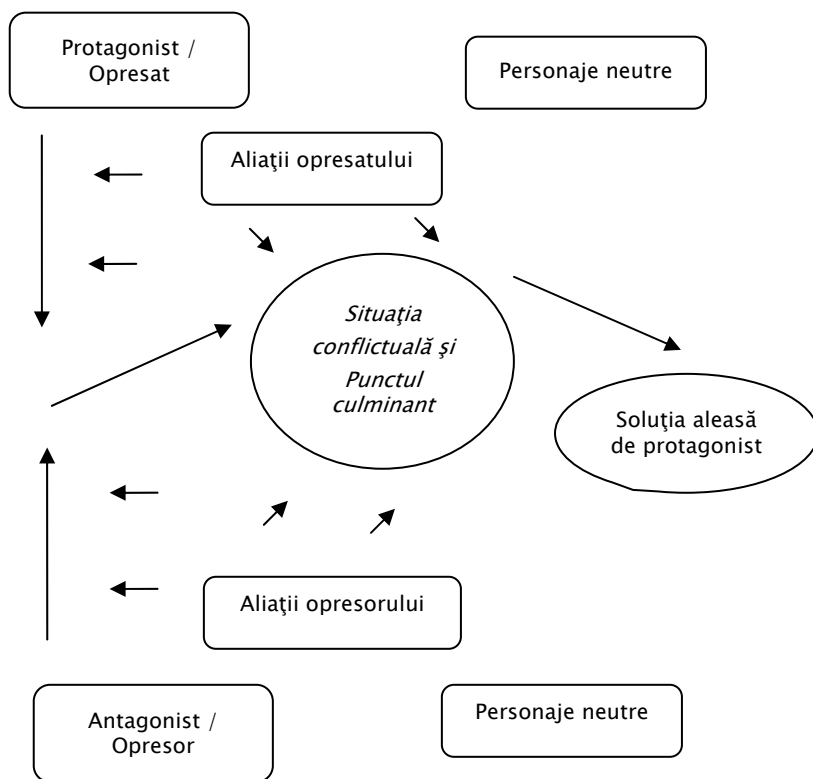 Protagonist /
Opresat
Personaje neutre
Aliaţii opresatului
Situaţia
conflictuală şi
Punctul
culminant
Soluţia aleasă
de protagonist
Aliaţii opresorului
Antagonist /
Opresor
Personaje neutre